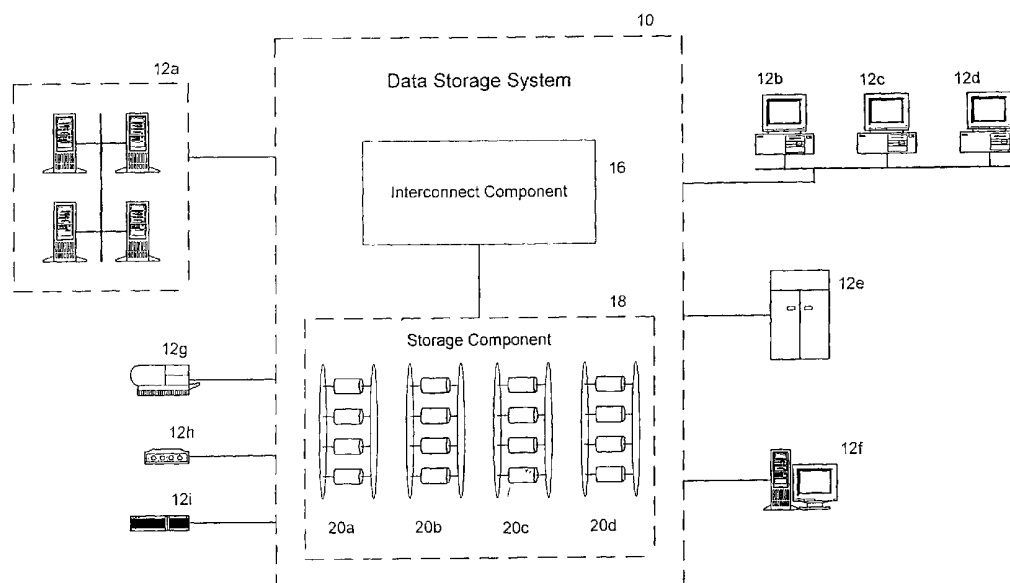 10
12a
Data Storage System
12b
12c
12d
16
Interconnect Component
12e
18
Storage Component
12g
12h
12f
12i
20a
20b
20c
20d